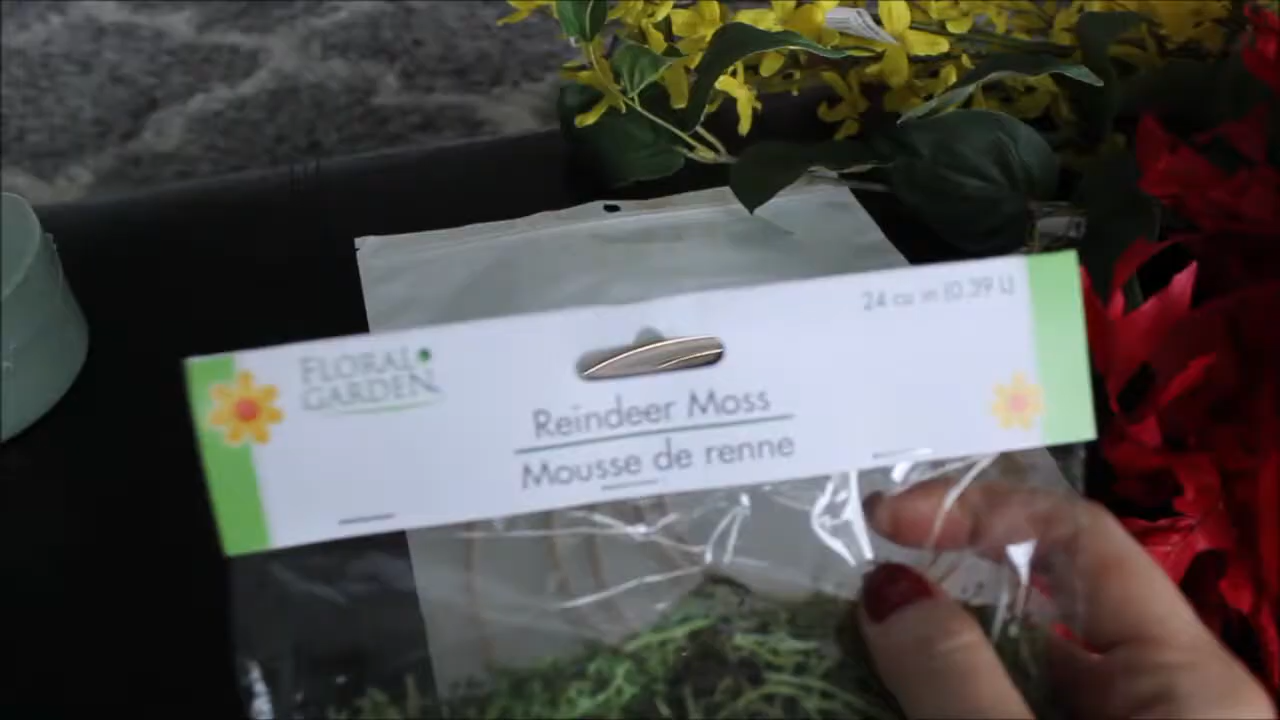 24 cu in (0.39 L)
FLORAL
GARDEN
Reindeer Moss
Mousse de renne